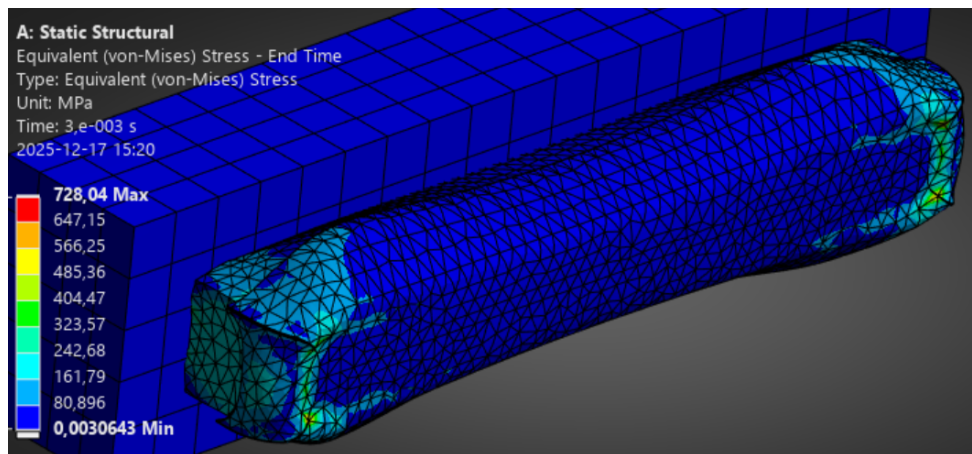 A: Static Structural
Equivalent (von-Mises) Stress - End Time
Type: Equivalent (von-Mises) Stress
Unit: MPa
Time: 3,e-003 s
2025-12-17 15:20
728,04 Max
647,15
566,25
485,36
404,47
323,57
242,68
161,79
80,896
0,0030643 Min